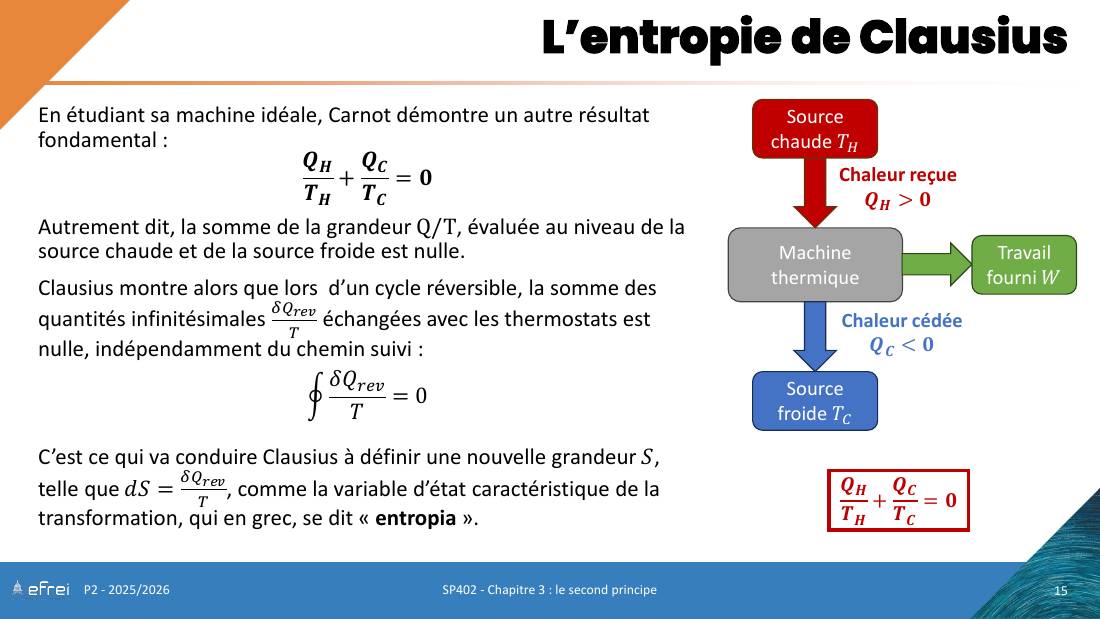 L’entropie de Clausius
En étudiant sa machine idéale, Carnot démontre un autre résultat
fondamental :
Q_H/T_H + Q_C/T_C = 0
Autrement dit, la somme de la grandeur Q/T, évaluée au niveau de la
source chaude et de la source froide est nulle.
Clausius montre alors que lors d’un cycle réversible, la somme des
quantités infinitésimales δQ_rev/T échangées avec les thermostats est
nulle, indépendamment du chemin suivi :
∮ δQ_rev/T = 0
C’est ce qui va conduire Clausius à définir une nouvelle grandeur S,
telle que dS = δQ_rev/T, comme la variable d’état caractéristique de la
transformation, qui en grec, se dit « entropia ».
Source
chaude T_H
Chaleur reçue
Q_H > 0
Machine
thermique
Travail
fourni W
Chaleur cédée
Q_C < 0
Source
froide T_C
Q_H/T_H + Q_C/T_C = 0
efrei
P2 - 2025/2026
SP402 - Chapitre 3 : le second principe
15